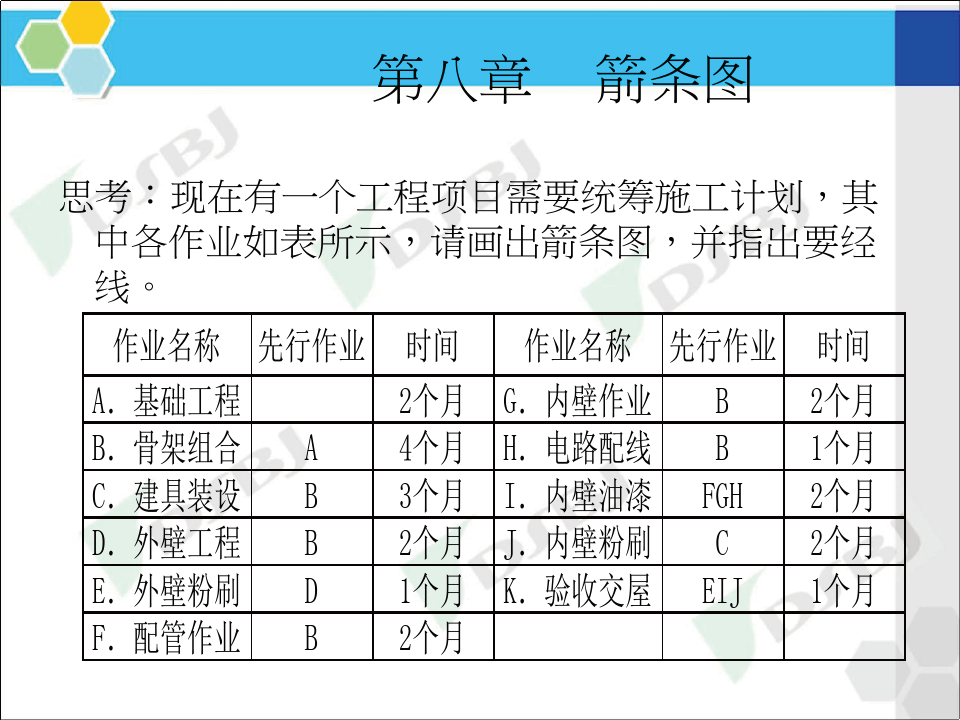 第八章 箭条图
思考：现在有一个工程项目需要统筹施工计划，其
中各作业如表所示，请画出箭条图，并指出要经
线。
作业名称 先行作业 时间 作业名称 先行作业 时间
A. 基础工程 2个月 G. 内壁作业 B 2个月
B. 骨架组合 A 4个月 H. 电路配线 B 1个月
C. 建具装设 B 3个月 I. 内壁油漆 FGH 2个月
D. 外壁工程 B 2个月 J. 内壁粉刷 C 2个月
E. 外壁粉刷 D 1个月 K. 验收交屋 EIJ 1个月
F. 配管作业 B 2个月
DSBJ
DSBJ
DJBJ
DSBJ
DSBJ
DSBJ